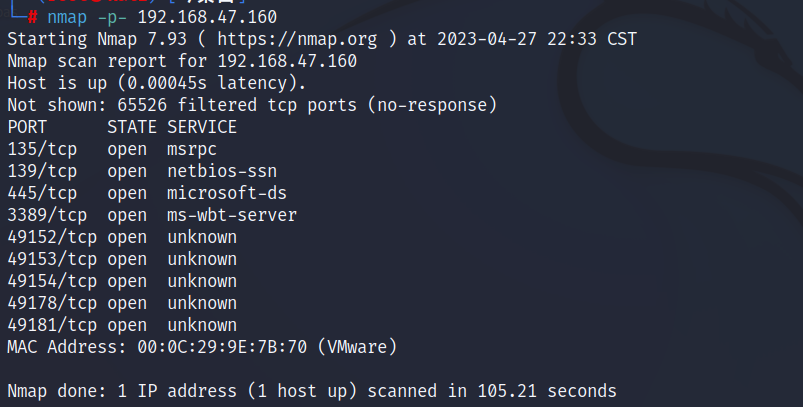 └─# nmap -p- 192.168.47.160
Starting Nmap 7.93 ( https://nmap.org ) at 2023-04-27 22:33 CST
Nmap scan report for 192.168.47.160
Host is up (0.00045s latency).
Not shown: 65526 filtered tcp ports (no-response)
PORT      STATE SERVICE
135/tcp   open  msrpc
139/tcp   open  netbios-ssn
445/tcp   open  microsoft-ds
3389/tcp  open  ms-wbt-server
49152/tcp open  unknown
49153/tcp open  unknown
49154/tcp open  unknown
49178/tcp open  unknown
49181/tcp open  unknown
MAC Address: 00:0C:29:9E:7B:70 (VMware)
Nmap done: 1 IP address (1 host up) scanned in 105.21 seconds